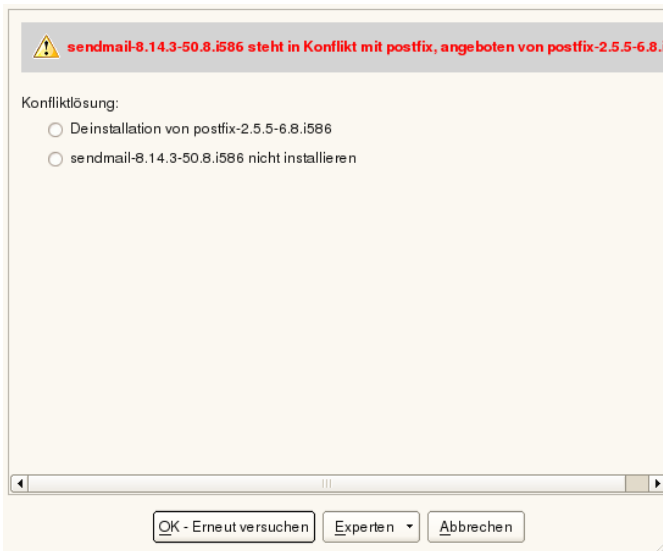 sendmail-8.14.3-50.8.i586 steht in Konflikt mit postfix, angeboten von postfix-2.5.5-6.8.
Konfliktlösung:
Deinstallation von postfix-2.5.5-6.8.i586
sendmail-8.14.3-50.8.i586 nicht installieren
OK - Erneut versuchen Experten Abbrechen